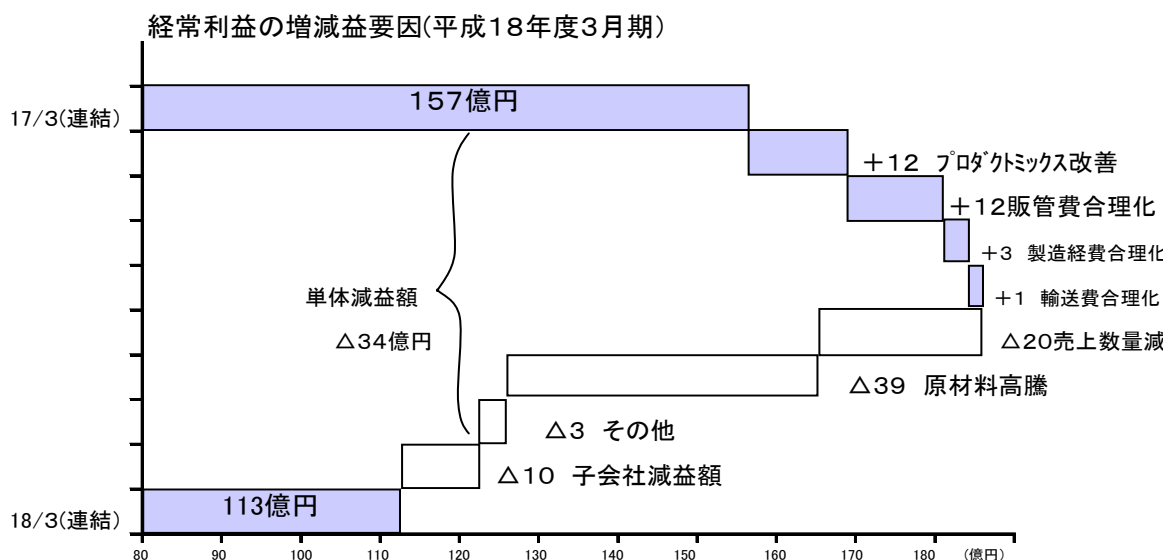 経常利益の増減益要因(平成18年度3月期)
157億円
17/3(連結)
+12 プロダクトミックス改善
+12販管費合理化
+3 製造経費合理化
+1 輸送費合理化
単体減益額
△34億円
△20売上数量減
△39 原材料高騰
△3 その他
△10 子会社減益額
113億円
18/3(連結)
80 90 100 110 120 130 140 150 160 170 180 (億円)